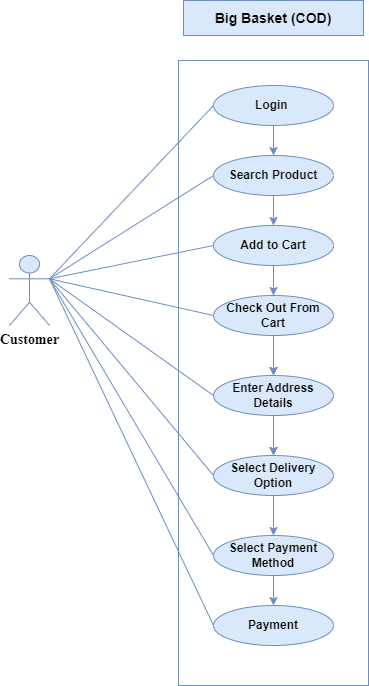 Big Basket (COD)
Login
Search Product
Add to Cart
Check Out From
Cart
Customer
Enter Address
Details
Select Delivery
Option
Select Payment
Method
Payment